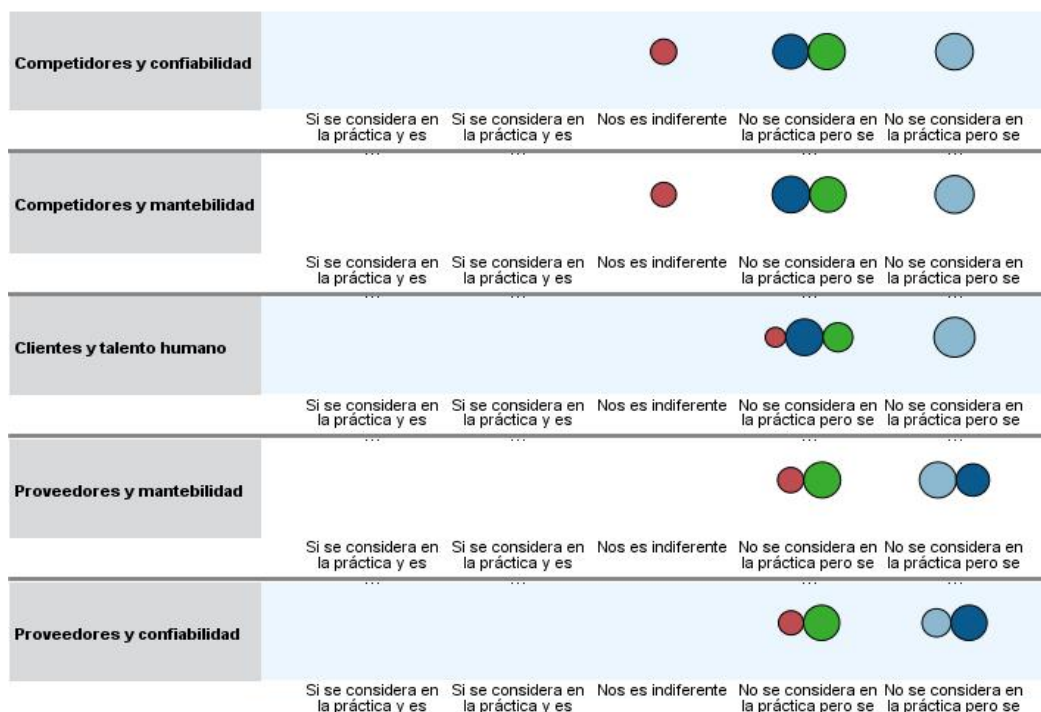 Competidores y confiabilidad
Si se considera en Si se considera en Nos es indiferente No se considera en No se considera en
la práctica y es la práctica y es la práctica pero se la práctica pero se
... ... ... ...
Competidores y mantebilidad
Si se considera en Si se considera en Nos es indiferente No se considera en No se considera en
la práctica y es la práctica y es la práctica pero se la práctica pero se
... ... ... ...
Clientes y talento humano
Si se considera en Si se considera en Nos es indiferente No se considera en No se considera en
la práctica y es la práctica y es la práctica pero se la práctica pero se
... ... ... ...
Proveedores y mantebilidad
Si se considera en Si se considera en Nos es indiferente No se considera en No se considera en
la práctica y es la práctica y es la práctica pero se la práctica pero se
... ... ... ...
Proveedores y confiabilidad
Si se considera en Si se considera en Nos es indiferente No se considera en No se considera en
la práctica y es la práctica y es la práctica pero se la práctica pero se